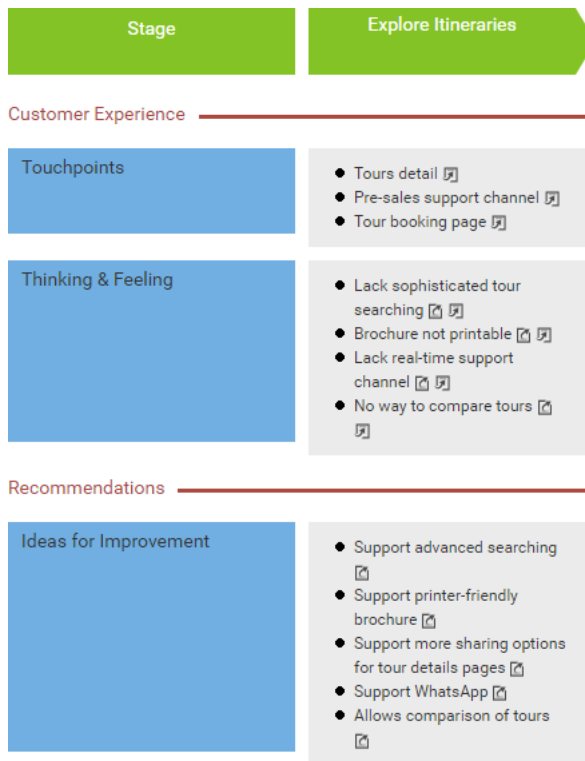 Stage
Explore Itineraries
Customer Experience
Touchpoints
Tours detail
Pre-sales support channel
Tour booking page
Thinking & Feeling
Lack sophisticated tour
searching
Brochure not printable
Lack real-time support
channel
No way to compare tours
Recommendations
Ideas for Improvement
Support advanced searching
Support printer-friendly
brochure
Support more sharing options
for tour details pages
Support WhatsApp
Allows comparison of tours